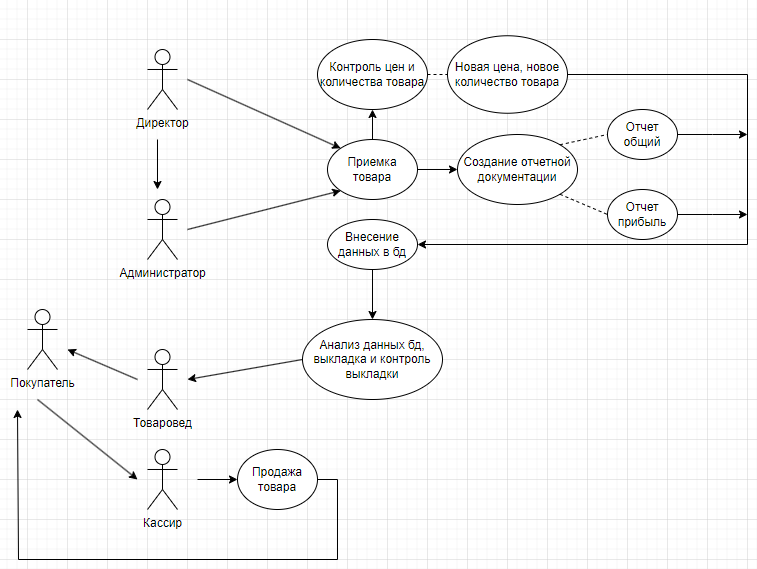 Контроль цен и
количества товара
Новая цена, новое
количество товара
Директор
Отчет
общий
Приемка
товара
Создание отчетной
документации
Отчет
прибыль
Администратор
Внесение
данных в бд
Анализ данных бд,
выкладка и контроль
выкладки
Покупатель
Товаровед
Продажа
товара
Кассир